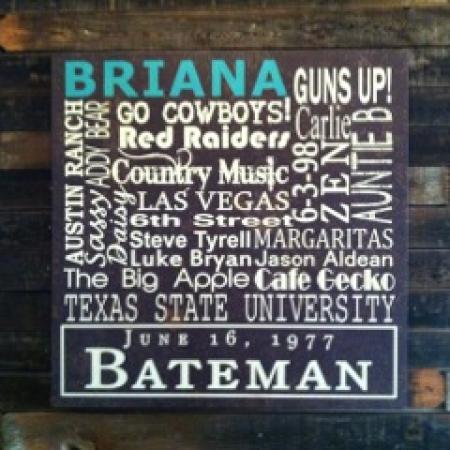 BRIANA
GUNS UP!
AUSTIN RANCH
ADDY BEAR
GO COWBOYS!
Carlie
AUNTIE B
Red Raiders
Country Music
6-3-98
ZEN
Sassy
Daisy
LAS VEGAS
6th Street
Steve Tyrell MARGARITAS
Luke Bryan Jason Aldean
The Big Apple Cafe Gecko
TEXAS STATE UNIVERSITY
JUNE 16, 1977
BATEMAN